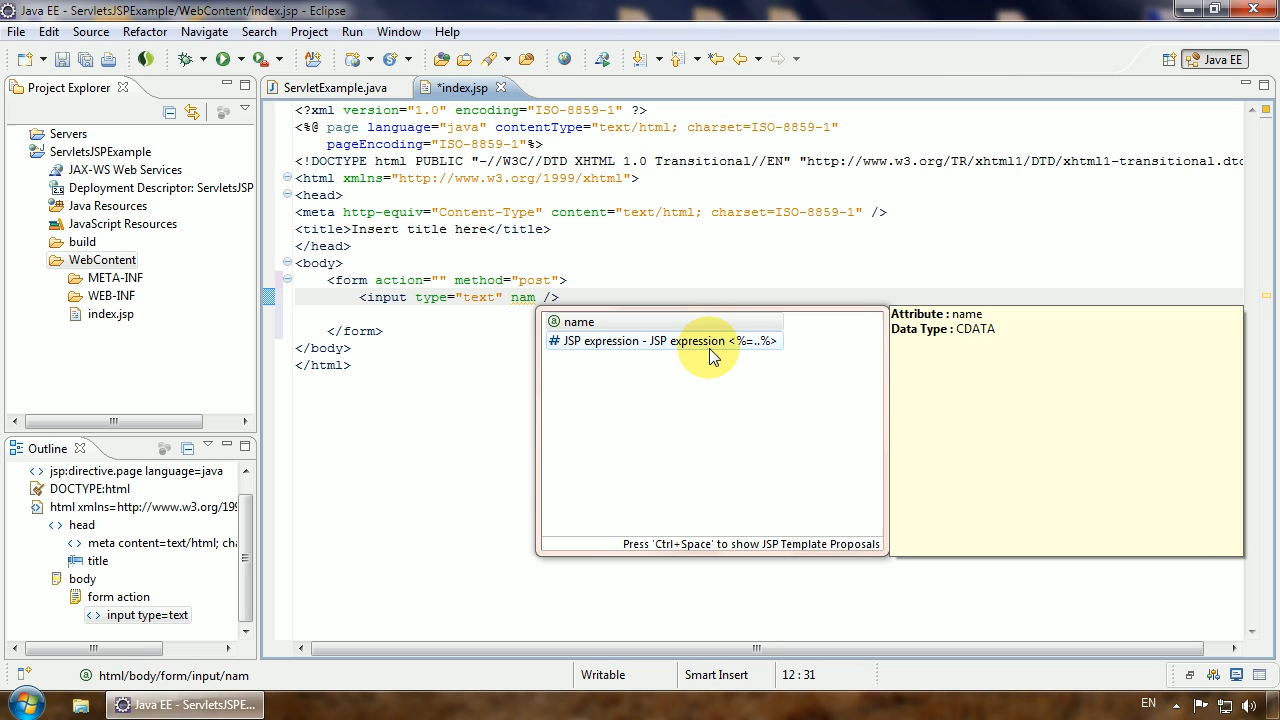 Java EE - ServletsJSPExample/WebContent/index.jsp - Eclipse
File Edit Source Refactor Navigate Search Project Run Window Help
Java EE
Project Explorer
ServletExample.java
*index.jsp
Servers
ServletsJSPExample
JAX-WS Web Services
Deployment Descriptor: ServletsJSP
Java Resources
JavaScript Resources
build
WebContent
META-INF
WEB-INF
index.jsp
<?xml version="1.0" encoding="ISO-8859-1" ?>
<%@ page language="java" contentType="text/html; charset=ISO-8859-1"
pageEncoding="ISO-8859-1"%>
<!DOCTYPE html PUBLIC "-//W3C//DTD XHTML 1.0 Transitional//EN" "http://www.w3.org/TR/xhtml1/DTD/xhtml1-transitional.dtd
<html xmlns="http://www.w3.org/1999/xhtml">
<head>
<meta http-equiv="Content-Type" content="text/html; charset=ISO-8859-1" />
<title>Insert title here</title>
</head>
<body>
<form action="" method="post">
<input type="text" nam />
</form>
</body>
</html>
name
JSP expression - JSP expression <%=..%>
Press 'Ctrl+Space' to show JSP Template Proposals
Attribute : name
Data Type : CDATA
Outline
jsp:directive.page language=java
DOCTYPE:html
html xmlns=http://www.w3.org/199
head
meta content=text/html; cha
title
body
form action
input type=text
html/body/form/input/nam
Writable
Smart Insert
12 : 31
Java EE - ServletsJSPE...
EN